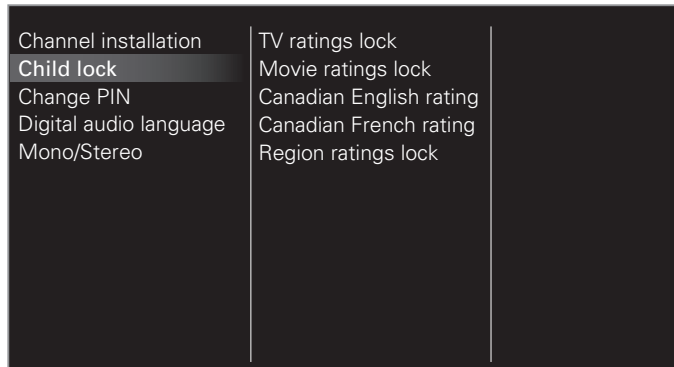 Channel installation
Child lock
Change PIN
Digital audio language
Mono/Stereo
TV ratings lock
Movie ratings lock
Canadian English rating
Canadian French rating
Region ratings lock